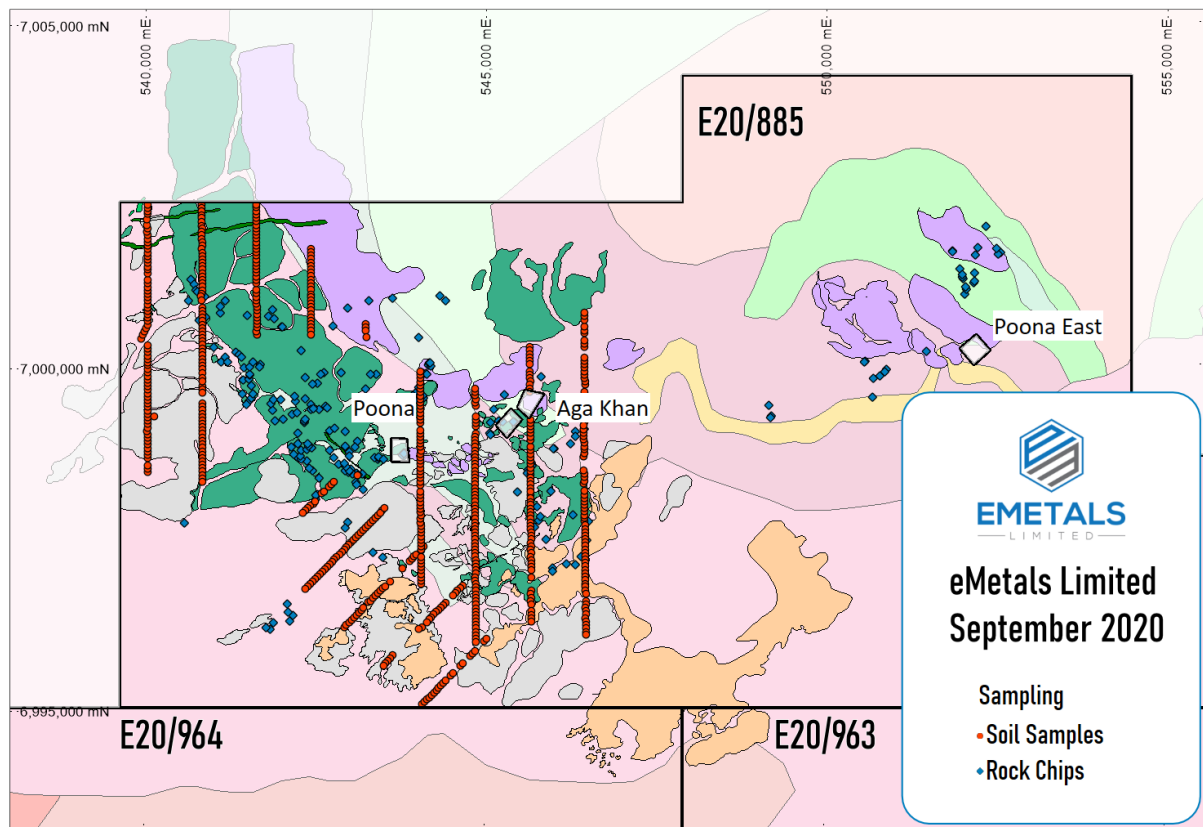 7,005,000 mN
540,000 mE
545,000 mE
550,000 mE
555,000 mE
E20/885
Poona East
7,000,000 mN
Poona
Aga Khan
EMETALS
LIMITED
eMetals Limited
September 2020
Sampling
Soil Samples
Rock Chips
6,995,000 mN
E20/964
E20/963